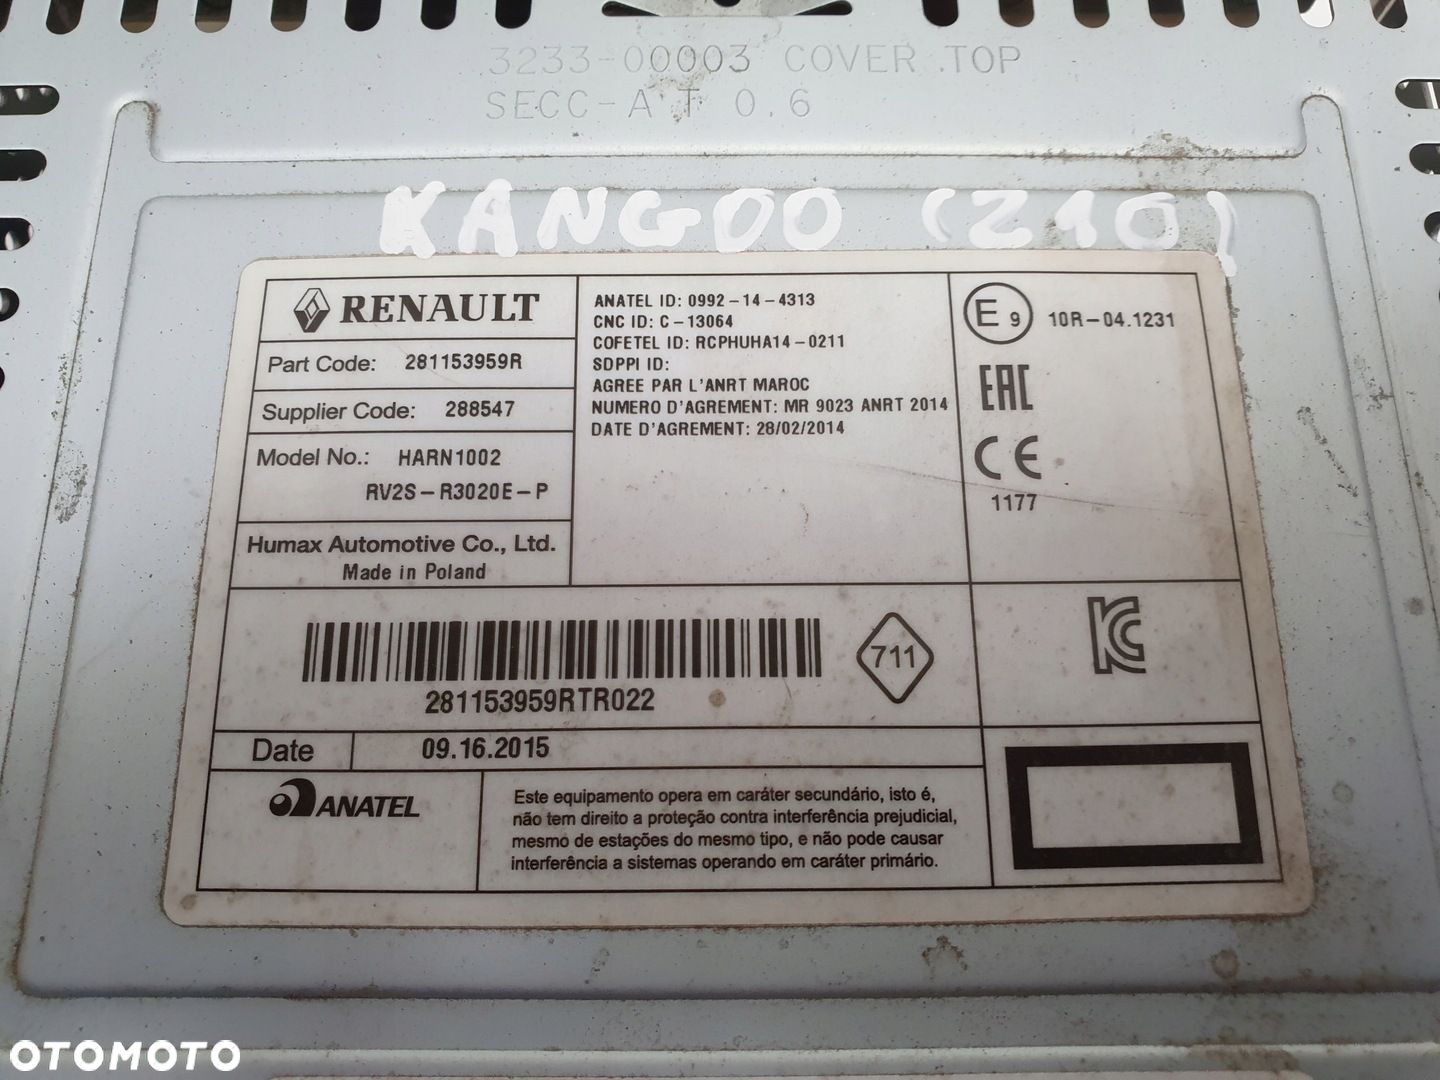 3233-00003 COVER TOP
SECC-A T 0.6
KANGOO (Z10)
RENAULT
Part Code: 281153959R
Supplier Code: 288547
Model No.: HARN1002
RV2S-R3020E-P
Humax Automotive Co., Ltd.
Made in Poland
ANATEL ID: 0992-14-4313
CNC ID: C-13064
COFETEL ID: RCPHUHA14-0211
SDPPI ID:
AGREE PAR L'ANRT MAROC
NUMERO D'AGREMENT: MR 9023 ANRT 2014
DATE D'AGREMENT: 28/02/2014
E9 10R-04.1231
EAC
CE
1177
281153959RTR022
711
KC
Date 09.16.2015
ANATEL
Este equipamento opera em caráter secundário, isto é,
não tem direito a proteção contra interferência prejudicial,
mesmo de estações do mesmo tipo, e não pode causar
interferência a sistemas operando em caráter primário.
OTOMOTO